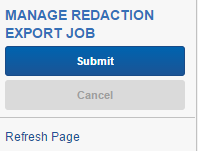 MANAGE REDACTION
EXPORT JOB
Submit
Cancel
Refresh Page